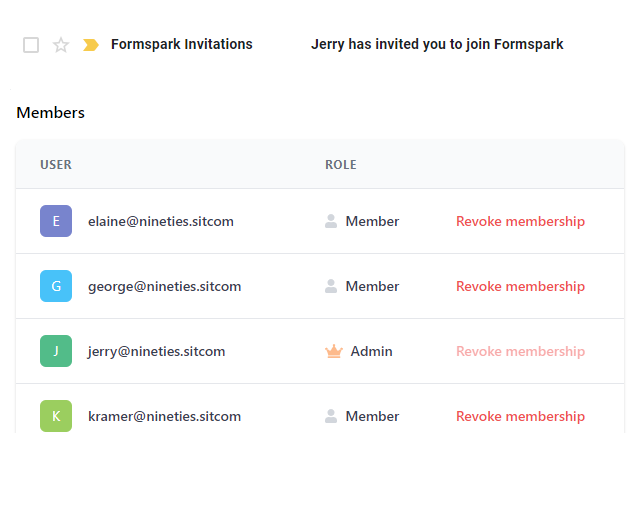 Formspark Invitations Jerry has invited you to join Formspark
Members
USER ROLE
E elaine@nineties.sitcom Member Revoke membership
G george@nineties.sitcom Member Revoke membership
J jerry@nineties.sitcom Admin Revoke membership
K kramer@nineties.sitcom Member Revoke membership